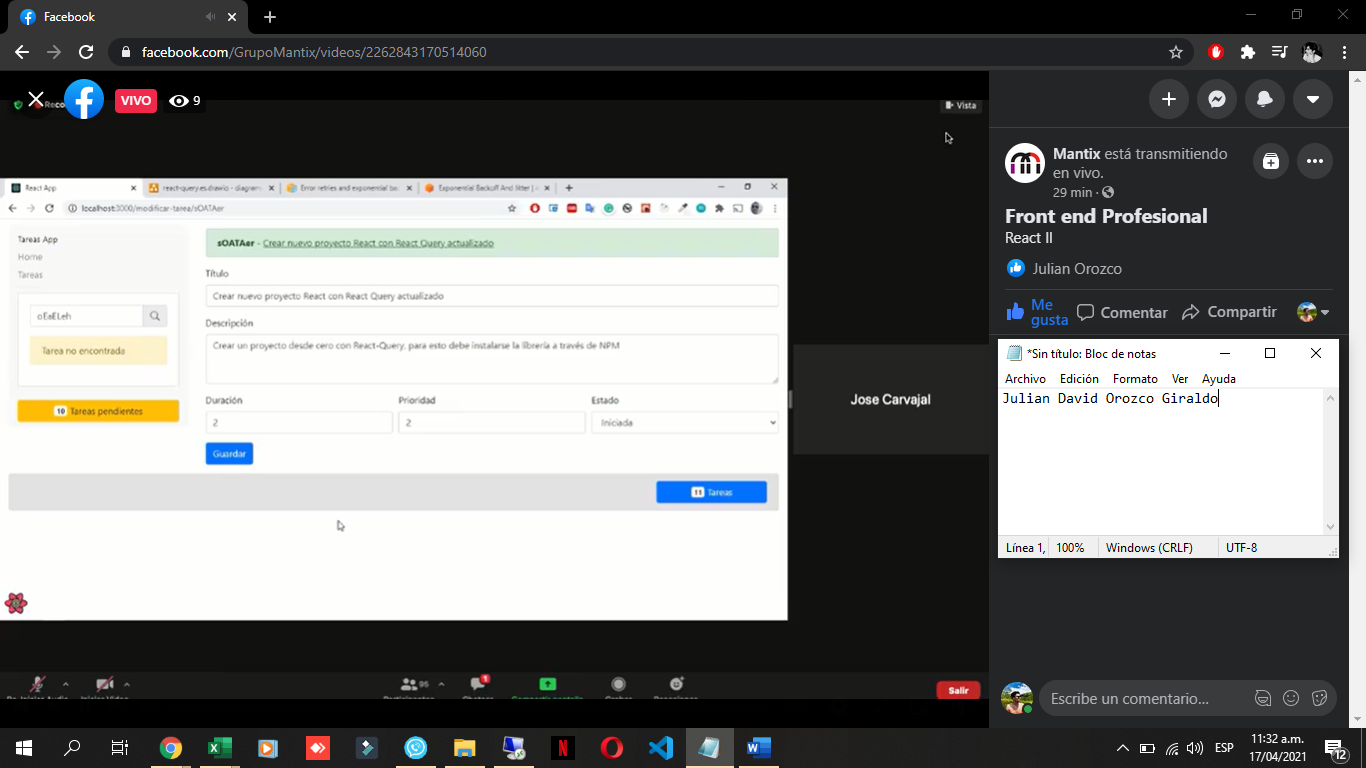 Facebook
facebook.com/GrupoMantix/videos/2262843170514060
VIVO
9
Vista
React App
react-query.es.drawio - diagram
Error retries and exponential bac
Exponential Backoff And Jitter |
localhost:3000/modificar-tarea/sOATAer
Tareas App
Home
Tareas
oEaELeh
Tarea no encontrada
10 Tareas pendientes
sOATAer - Crear nuevo proyecto React con React Query actualizado
Título
Crear nuevo proyecto React con React Query actualizado
Descripción
Crear un proyecto desde cero con React-Query, para esto debe instalarse la librería a través de NPM
Duración
Prioridad
Estado
2
2
Iniciada
Guardar
11 Tareas
Jose Carvajal
95
1
Salir
Mantix está transmitiendo
en vivo.
29 min ·
Front end Profesional
React II
Julian Orozco
Me
gusta
Comentar
Compartir
*Sin título: Bloc de notas
Archivo Edición Formato Ver Ayuda
Julian David Orozco Giraldo
Línea 1, 100% Windows (CRLF) UTF-8
Escribe un comentario...
ESP
11:32 a.m.
17/04/2021
12